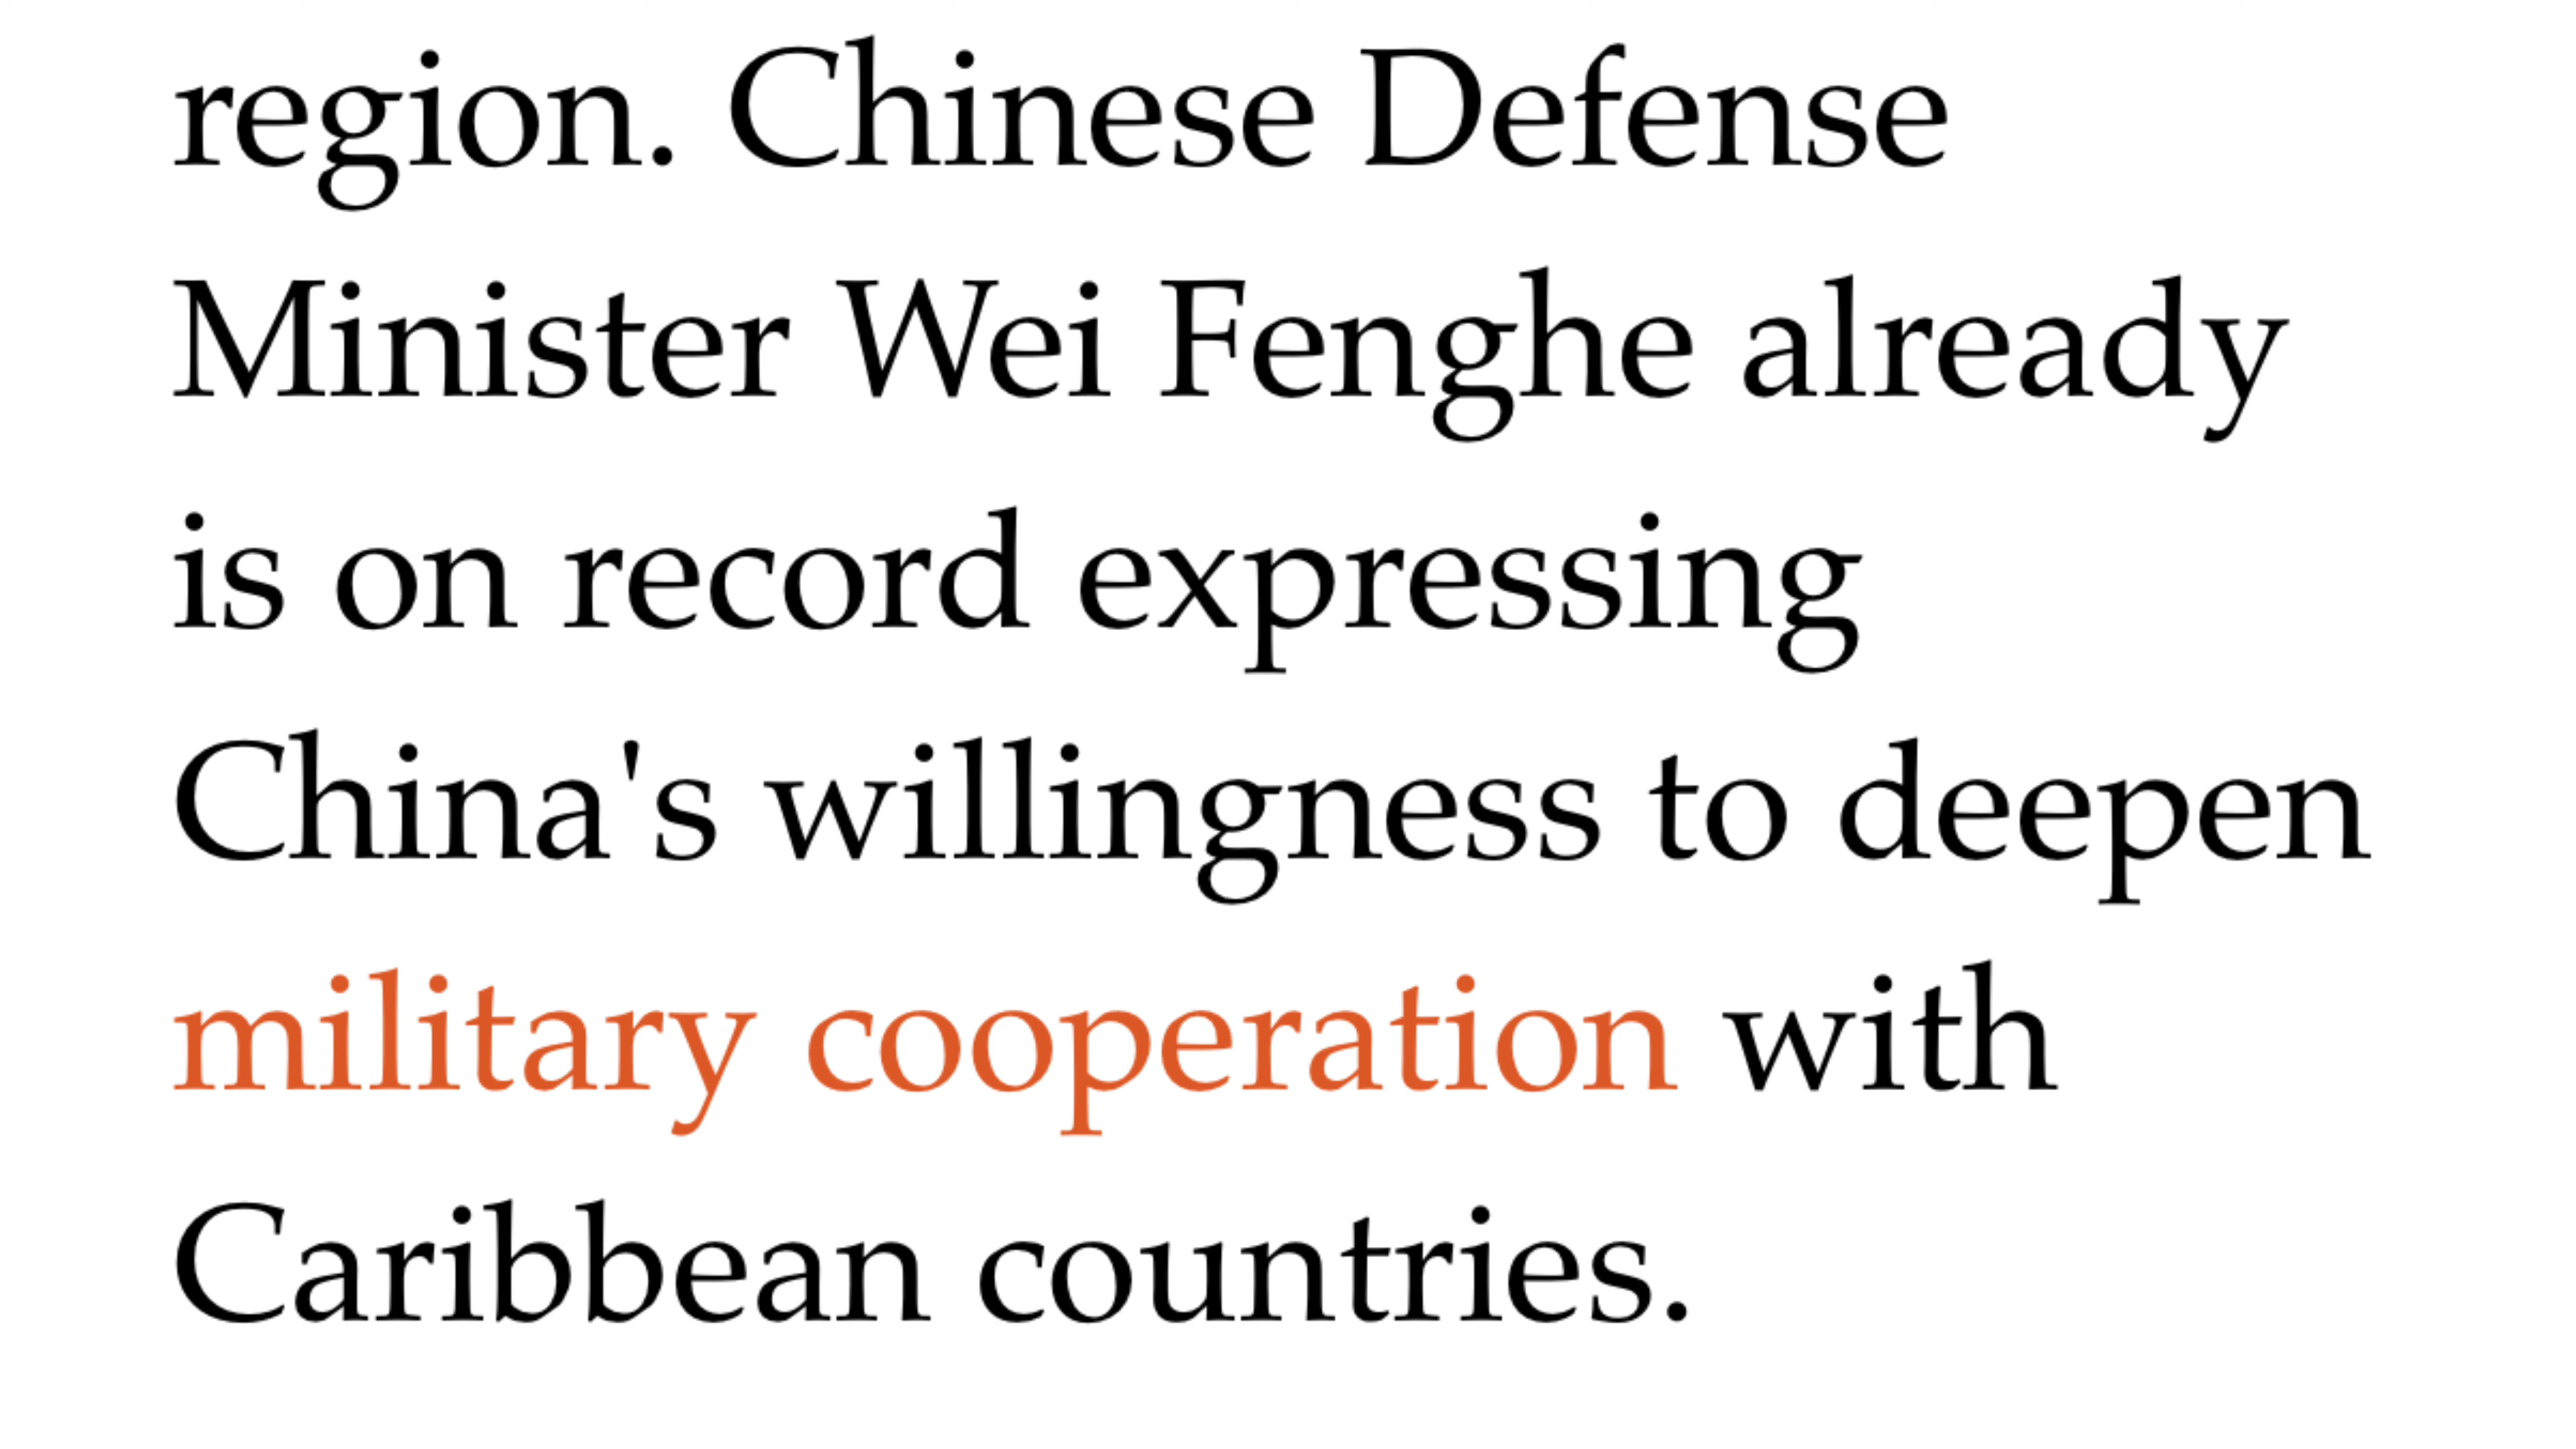 region. Chinese Defense
Minister Wei Fenghe already
is on record expressing
China's willingness to deepen
military cooperation with
Caribbean countries.